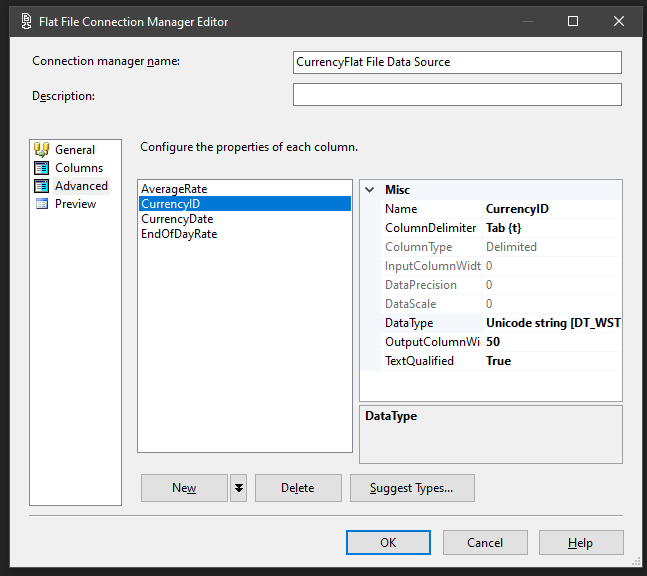 Flat File Connection Manager Editor
Connection manager name:
CurrencyFlat File Data Source
Description:
General
Columns
Advanced
Preview
Configure the properties of each column.
AverageRate
CurrencyID
CurrencyDate
EndOfDayRate
Misc
Name CurrencyID
ColumnDelimiter Tab {t}
ColumnType Delimited
InputColumnWidt 0
DataPrecision 0
DataScale 0
DataType Unicode string [DT_WST
OutputColumnWi 50
TextQualified True
DataType
New
Delete
Suggest Types...
OK
Cancel
Help